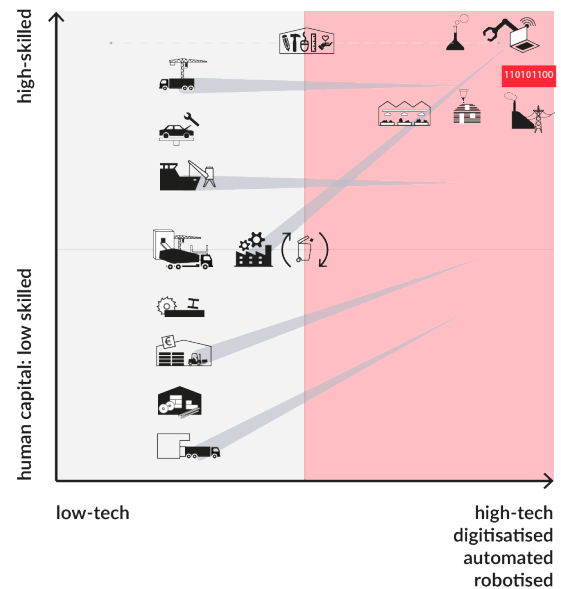 high-skilled
110101100
€
human capital: low skilled
low-tech
high-tech
digitisatised
automated
robotised